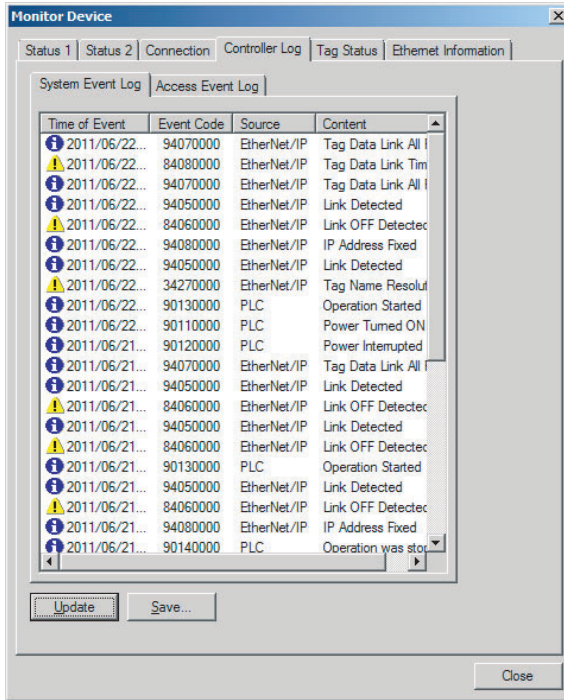 Monitor Device
Status 1 Status 2 Connection Controller Log Tag Status Ethernet Information
System Event Log Access Event Log
Time of Event Event Code Source Content
2011/06/22... 94070000 EtherNet/IP Tag Data Link All
2011/06/22... 84080000 EtherNet/IP Tag Data Link Tim
2011/06/22... 94070000 EtherNet/IP Tag Data Link All
2011/06/22... 94050000 EtherNet/IP Link Detected
2011/06/22... 84060000 EtherNet/IP Link OFF Detected
2011/06/22... 94080000 EtherNet/IP IP Address Fixed
2011/06/22... 94050000 EtherNet/IP Link Detected
2011/06/22... 34270000 EtherNet/IP Tag Name Resolut
2011/06/22... 90130000 PLC Operation Started
2011/06/22... 90110000 PLC Power Turned ON
2011/06/21... 90120000 PLC Power Interrupted
2011/06/21... 94070000 EtherNet/IP Tag Data Link All
2011/06/21... 94050000 EtherNet/IP Link Detected
2011/06/21... 84060000 EtherNet/IP Link OFF Detected
2011/06/21... 94050000 EtherNet/IP Link Detected
2011/06/21... 84060000 EtherNet/IP Link OFF Detected
2011/06/21... 90130000 PLC Operation Started
2011/06/21... 94050000 EtherNet/IP Link Detected
2011/06/21... 84060000 EtherNet/IP Link OFF Detected
2011/06/21... 94080000 EtherNet/IP IP Address Fixed
2011/06/21... 90140000 PLC Operation was stop
Update Save...
Close